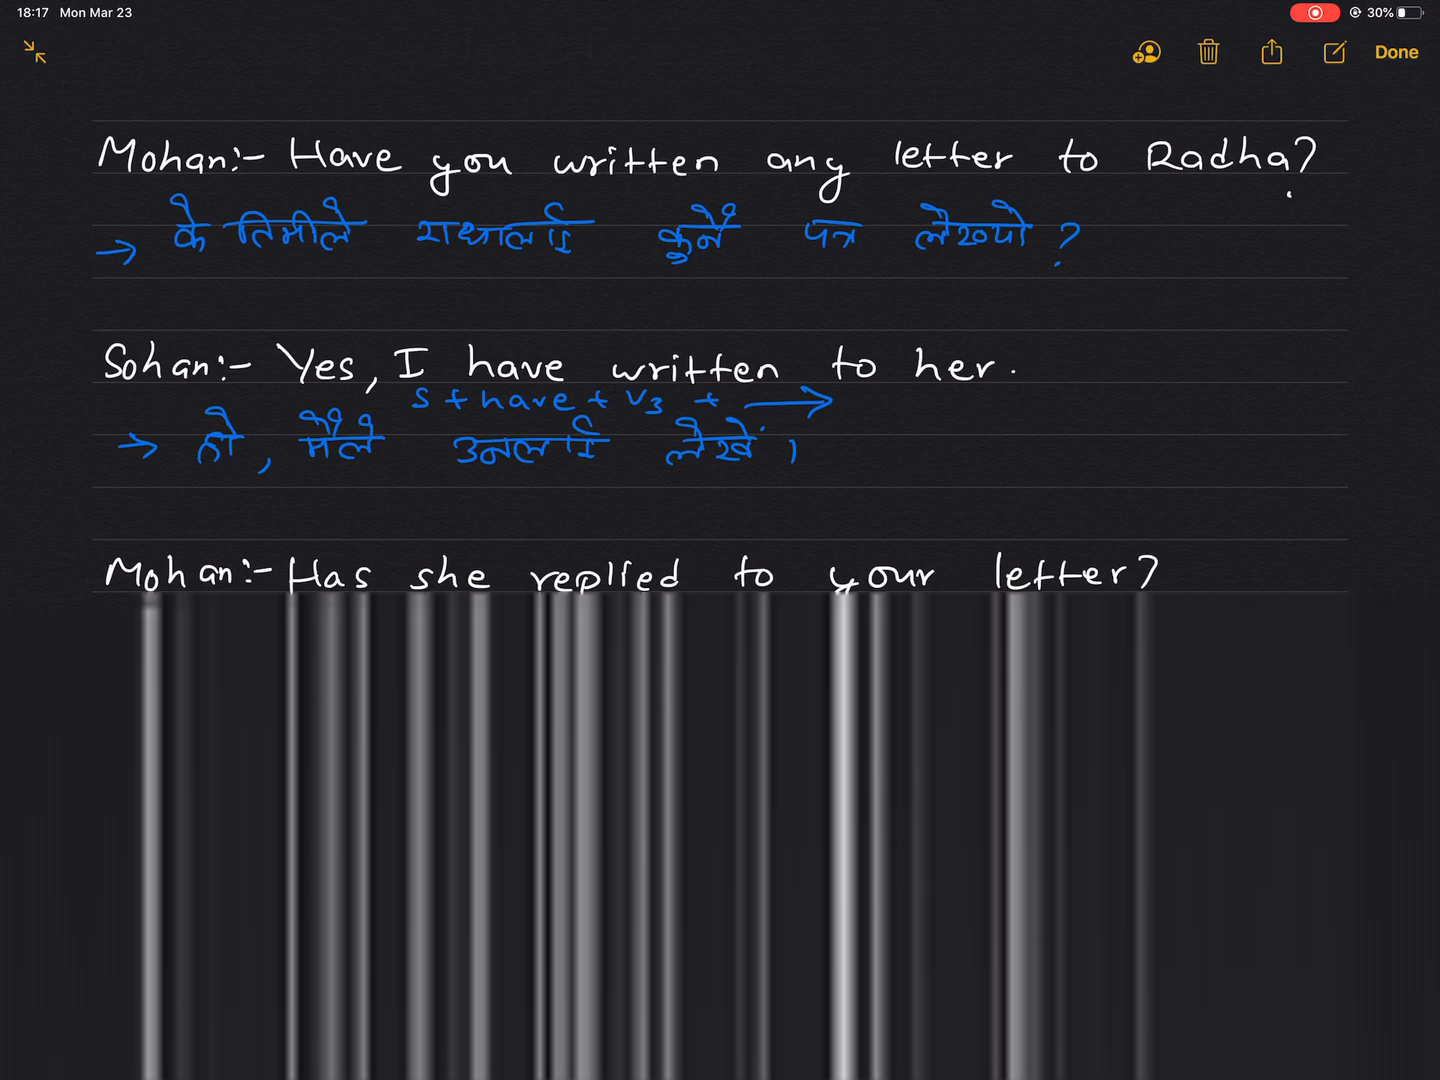 18:17 Mon Mar 23 30%
Done
Mohan:- Have you written any letter to Radha?
→ के तिमीले राधालाई कुनै पत्र लेख्यौ ?
Sohan:- Yes, I have written to her.
S + have + V3 + →
→ हो, मैले उनलाई लेखें ।
Mohan:- Has she replied to your letter?